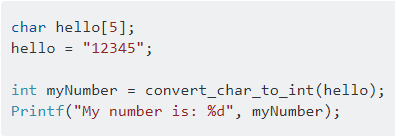 char hello[5];
hello = "12345";
int myNumber = convert_char_to_int(hello);
Printf("My number is: %d", myNumber);